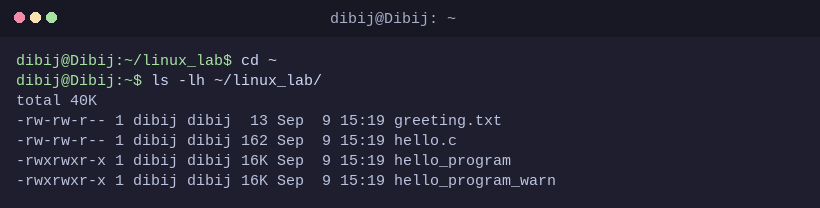 dibij@Dibij: ~
dibij@Dibij:~/linux_lab$ cd ~
dibij@Dibij:~$ ls -lh ~/linux_lab/
total 40K
-rw-rw-r-- 1 dibij dibij  13 Sep  9 15:19 greeting.txt
-rw-rw-r-- 1 dibij dibij 162 Sep  9 15:19 hello.c
-rwxrwxr-x 1 dibij dibij 16K Sep  9 15:19 hello_program
-rwxrwxr-x 1 dibij dibij 16K Sep  9 15:19 hello_program_warn